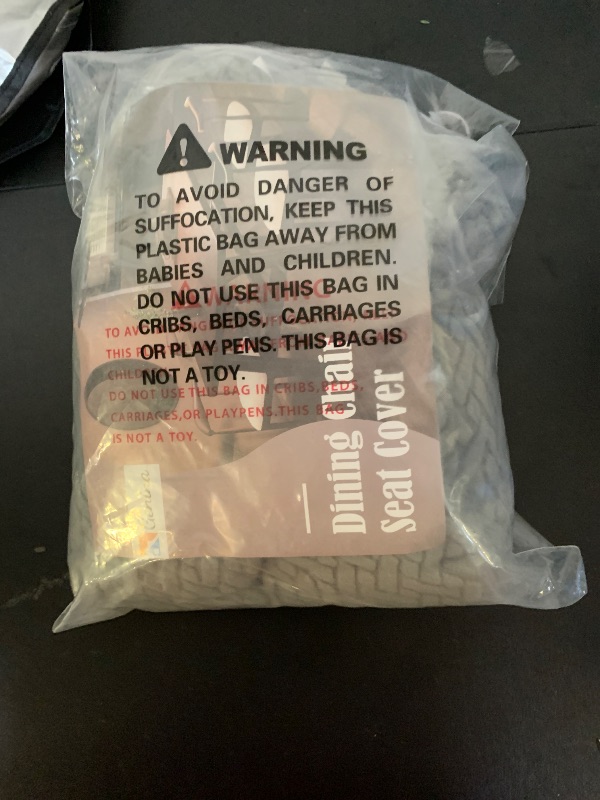 WARNING
TO AVOID DANGER OF
SUFFOCATION, KEEP THIS
PLASTIC BAG AWAY FROM
BABIES AND CHILDREN.
DO NOT USE THIS BAG IN
CRIBS, BEDS, CARRIAGES
OR PLAY PENS. THIS BAG IS
NOT A TOY.
WARNING
DO NOT USE THIS BAG IN CRIBS,BEDS,
CARRIAGES,OR PLAYPENS.THIS BAG
IS NOT A TOY.
Dining Chair
Seat Cover